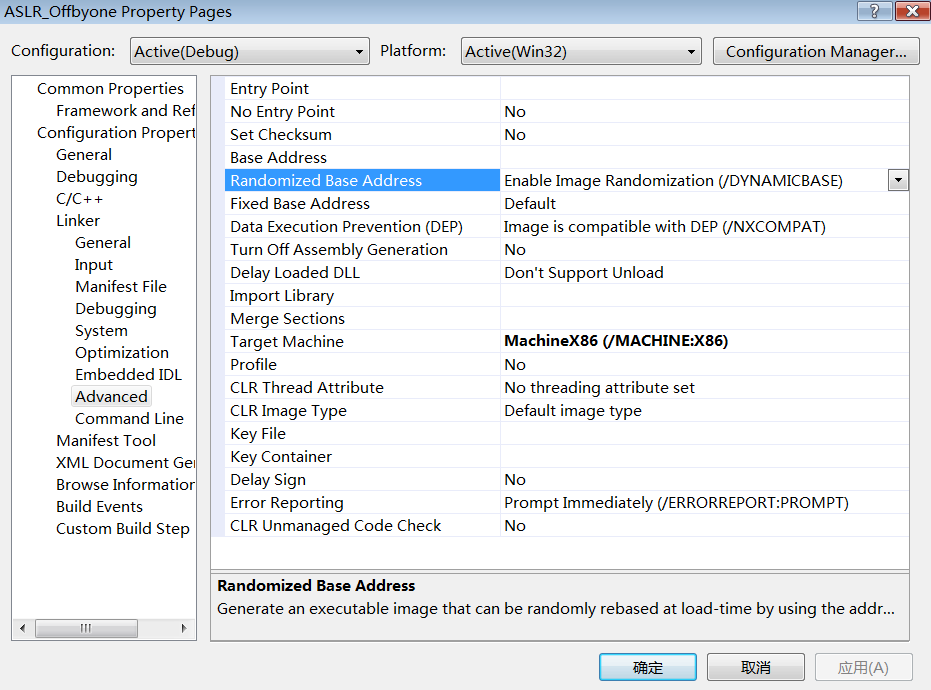 ASLR_Offbyone Property Pages
Configuration: Active(Debug) Platform: Active(Win32) Configuration Manager...
Common Properties
Framework and Ref
Configuration Propert
General
Debugging
C/C++
Linker
General
Input
Manifest File
Debugging
System
Optimization
Embedded IDL
Advanced
Command Line
Manifest Tool
XML Document Ge
Browse Information
Build Events
Custom Build Step
Entry Point
No Entry Point No
Set Checksum No
Base Address
Randomized Base Address Enable Image Randomization (/DYNAMICBASE)
Fixed Base Address Default
Data Execution Prevention (DEP) Image is compatible with DEP (/NXCOMPAT)
Turn Off Assembly Generation No
Delay Loaded DLL Don't Support Unload
Import Library
Merge Sections
Target Machine MachineX86 (/MACHINE:X86)
Profile No
CLR Thread Attribute No threading attribute set
CLR Image Type Default image type
Key File
Key Container
Delay Sign No
Error Reporting Prompt Immediately (/ERRORREPORT:PROMPT)
CLR Unmanaged Code Check No
Randomized Base Address
Generate an executable image that can be randomly rebased at load-time by using the addr...
确定 取消 应用(A)